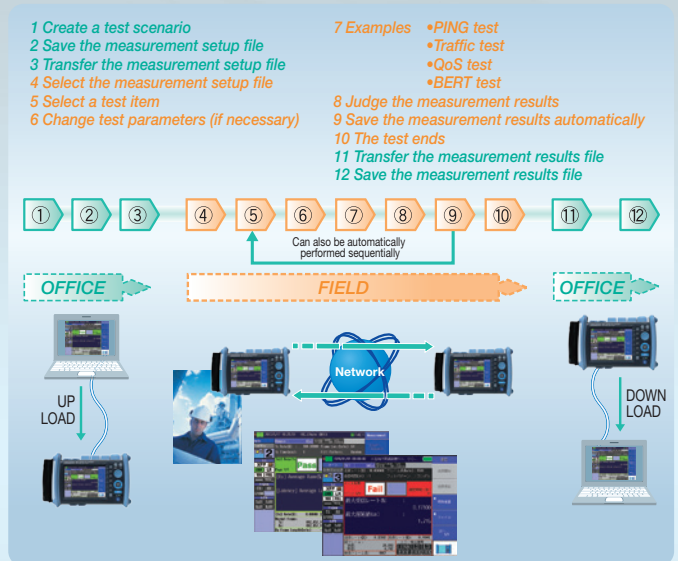 1 Create a test scenario
2 Save the measurement setup file
3 Transfer the measurement setup file
4 Select the measurement setup file
5 Select a test item
6 Change test parameters (if necessary)
7 Examples •PING test
•Traffic test
•QoS test
•BERT test
8 Judge the measurement results
9 Save the measurement results automatically
10 The test ends
11 Transfer the measurement results file
12 Save the measurement results file
① ② ③ ④ ⑤ ⑥ ⑦ ⑧ ⑨ ⑩ ⑪ ⑫
Can also be automatically
performed sequentially
OFFICE FIELD OFFICE
UP
LOAD
Network
DOWN
LOAD
Pass
Fail